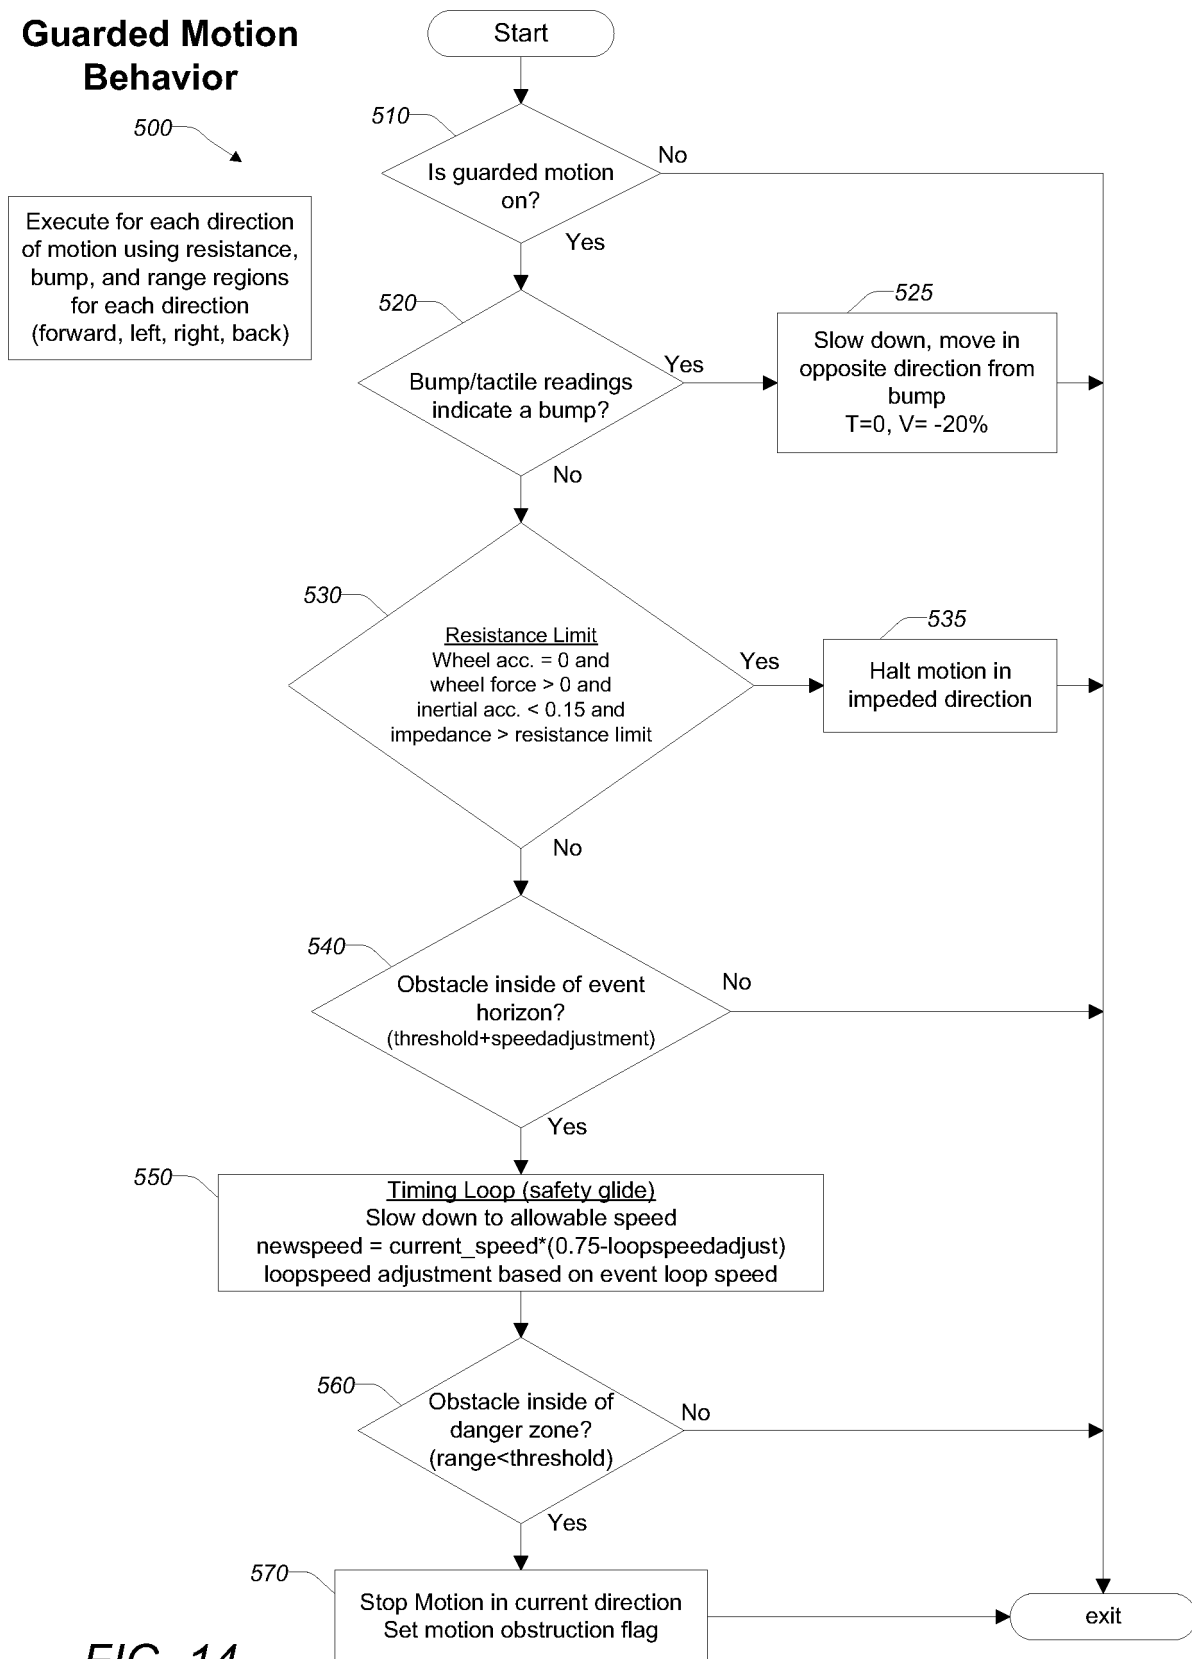 Guarded Motion
Behavior
500
Execute for each direction
of motion using resistance,
bump, and range regions
for each direction
(forward, left, right, back)
Start
510
Is guarded motion
on?
No
Yes
520
Bump/tactile readings
indicate a bump?
Yes
525
Slow down, move in
opposite direction from
bump
T=0, V= -20%
No
530
Resistance Limit
Wheel acc. = 0 and
wheel force > 0 and
inertial acc. < 0.15 and
impedance > resistance limit
Yes
535
Halt motion in
impeded direction
No
540
Obstacle inside of event
horizon?
(threshold+speedadjustment)
No
Yes
550
Timing Loop (safety glide)
Slow down to allowable speed
newspeed = current_speed*(0.75-loopspeedadjust)
loopspeed adjustment based on event loop speed
560
Obstacle inside of
danger zone?
(range<threshold)
No
Yes
570
Stop Motion in current direction
Set motion obstruction flag
exit
FIG. 14